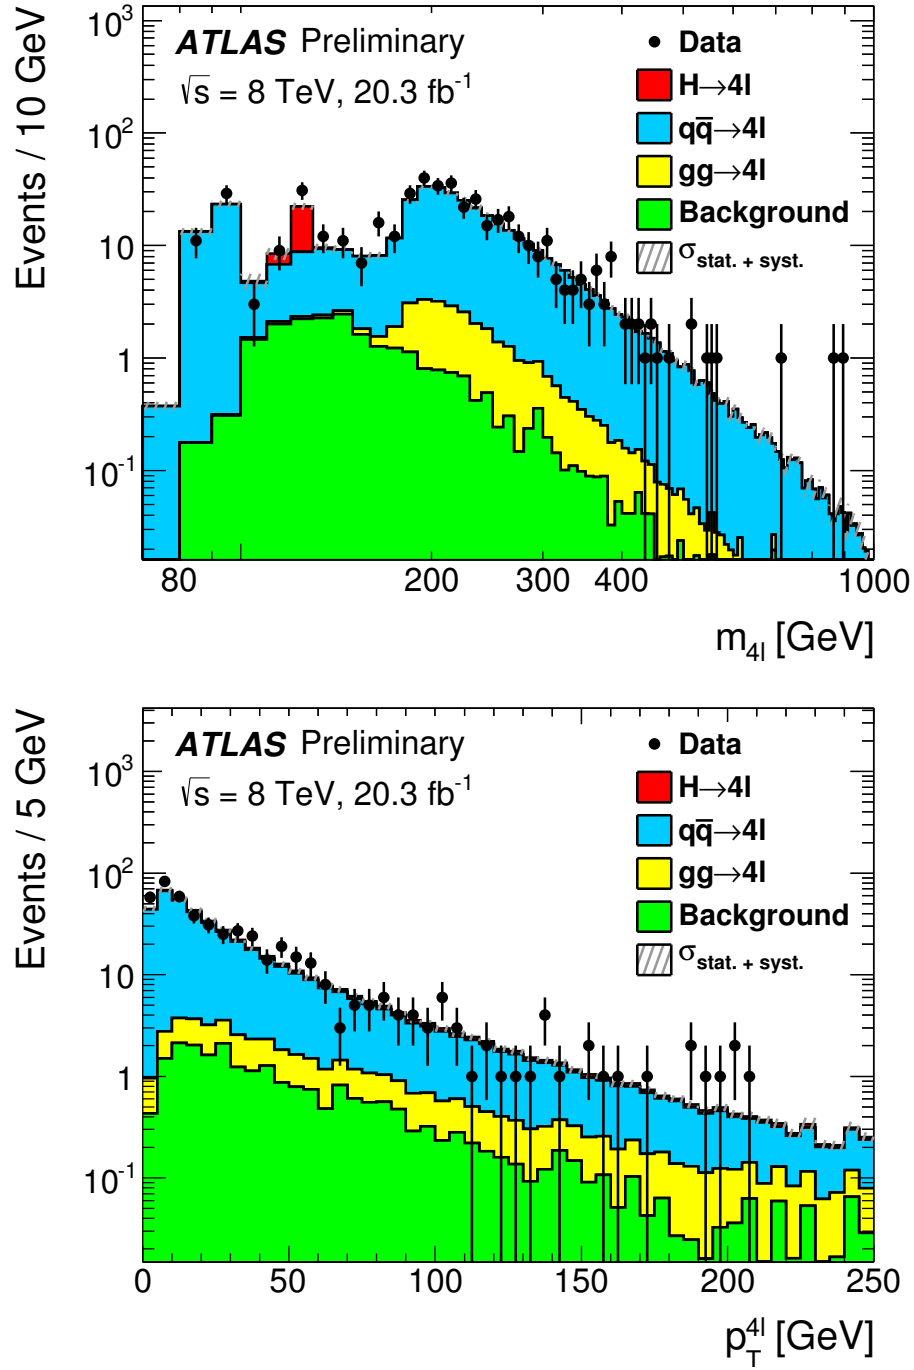 Events / 10 GeV
10³
10²
10
1
10⁻¹
ATLAS Preliminary
√s = 8 TeV, 20.3 fb⁻¹
Data
H→4l
qq̅→4l
gg→4l
Background
σstat. + syst.
80 200 300 400 1000
m4l [GeV]
Events / 5 GeV
10³
10²
10
1
10⁻¹
ATLAS Preliminary
√s = 8 TeV, 20.3 fb⁻¹
Data
H→4l
qq̅→4l
gg→4l
Background
σstat. + syst.
0 50 100 150 200 250
pT4l [GeV]